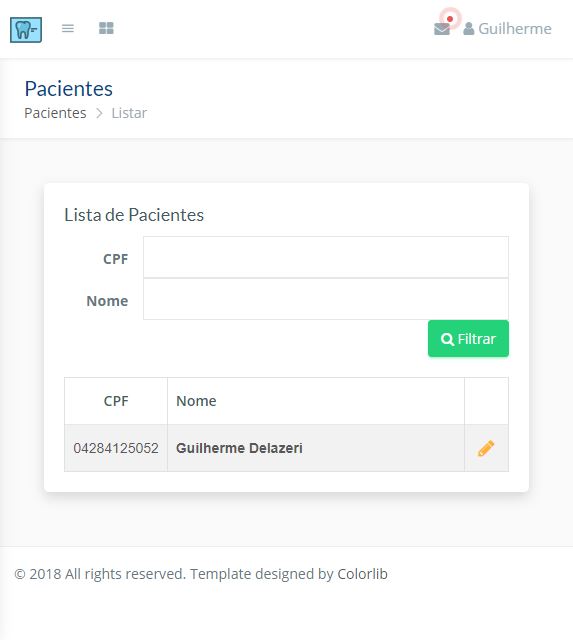 Guilherme
Pacientes
Pacientes > Listar
Lista de Pacientes
CPF
Nome
Filtrar
CPF Nome
04284125052 Guilherme Delazeri
© 2018 All rights reserved. Template designed by Colorlib